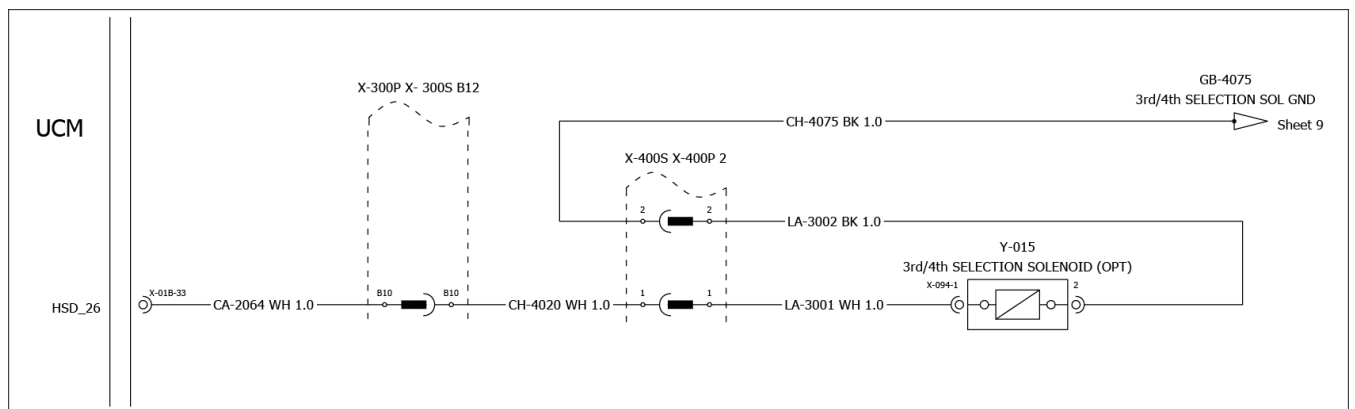 GB-4075
X-300P X- 300S B12
3rd/4th SELECTION SOL GND
UCM
CH-4075 BK 1.0
Sheet 9
X-400S X-400P 2
2
2
LA-3002 BK 1.0
Y-015
3rd/4th SELECTION SOLENOID (OPT)
HSD_26
X-01B-33
CA-2064 WH 1.0
B10
B10
CH-4020 WH 1.0
1
1
LA-3001 WH 1.0
X-094-1
2